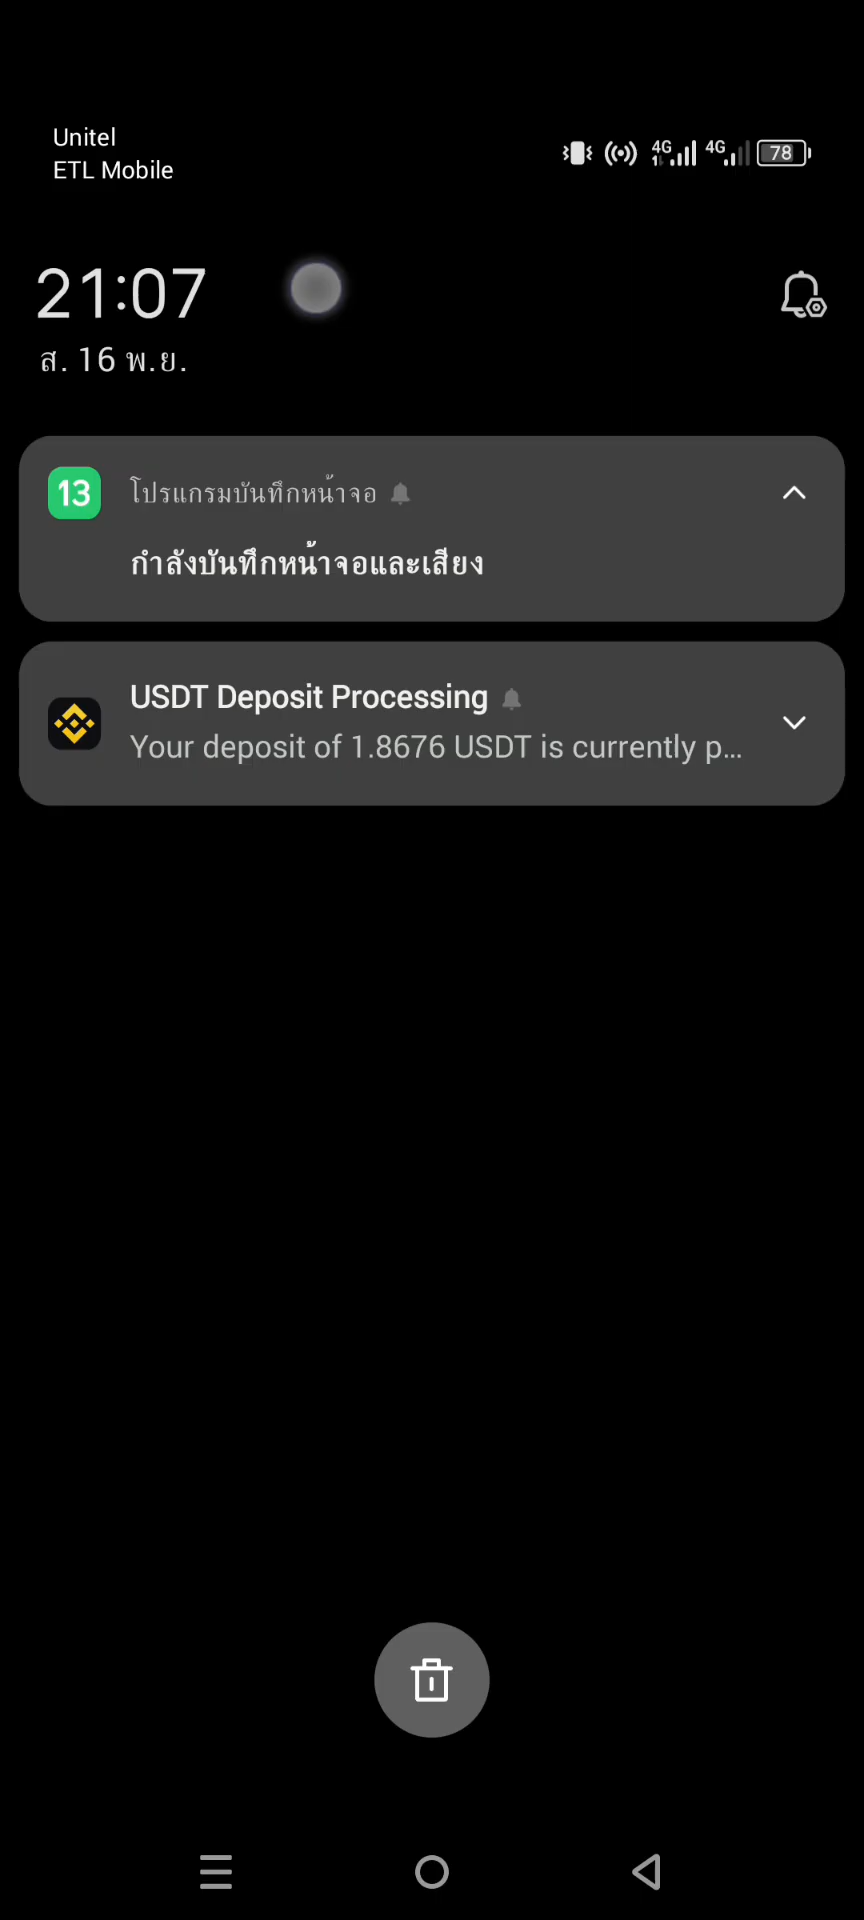 Unitel
ETL Mobile
4G 4G 78
21:07
ส. 16 พ.ย.
13 โปรแกรมบันทึกหน้าจอ
กำลังบันทึกหน้าจอและเสียง
USDT Deposit Processing
Your deposit of 1.8676 USDT is currently p...